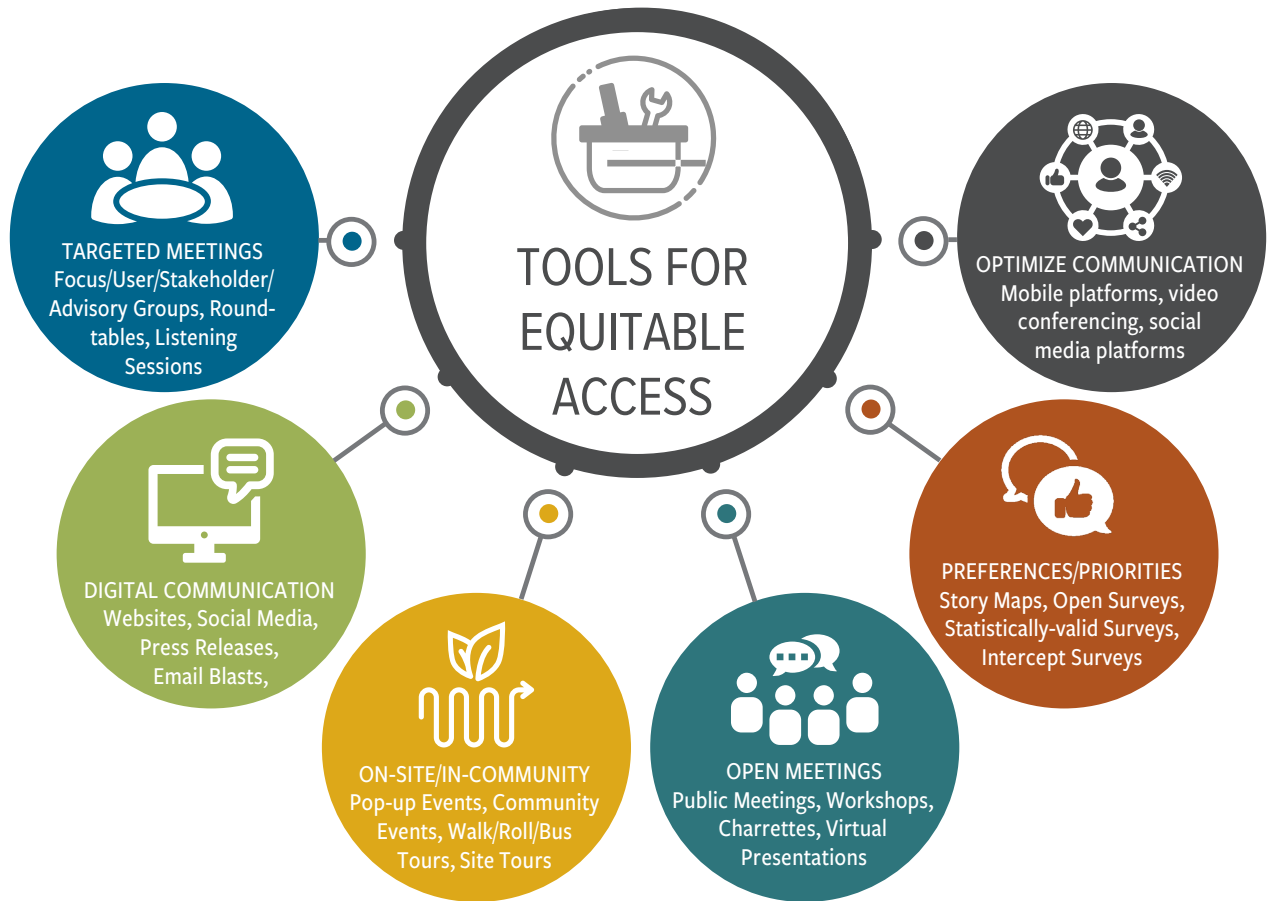 TOOLS FOR
EQUITABLE
ACCESS
TARGETED MEETINGS
Focus/User/Stakeholder/
Advisory Groups, Round-
tables, Listening
Sessions
DIGITAL COMMUNICATION
Websites, Social Media,
Press Releases,
Email Blasts,
ON-SITE/IN-COMMUNITY
Pop-up Events, Community
Events, Walk/Roll/Bus
Tours, Site Tours
OPEN MEETINGS
Public Meetings, Workshops,
Charrettes, Virtual
Presentations
PREFERENCES/PRIORITIES
Story Maps, Open Surveys,
Statistically-valid Surveys,
Intercept Surveys
OPTIMIZE COMMUNICATION
Mobile platforms, video
conferencing, social
media platforms